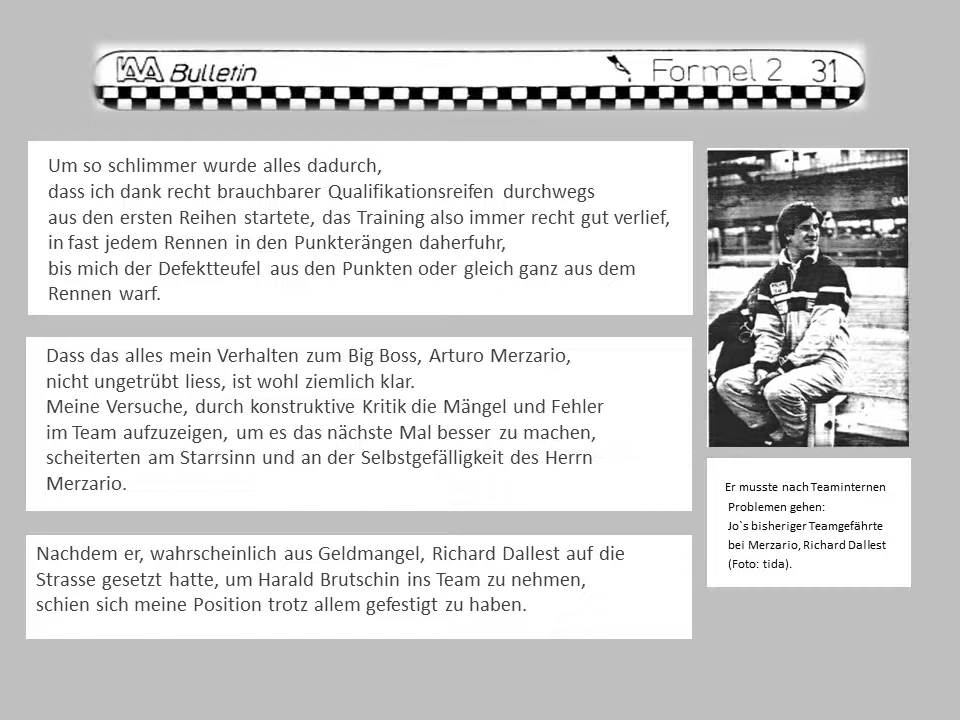 IAA Bulletin
Formel 2 31
Um so schlimmer wurde alles dadurch,
dass ich dank recht brauchbarer Qualifikationsreifen durchwegs
aus den ersten Reihen startete, das Training also immer recht gut verlief,
in fast jedem Rennen in den Punkterängen daherfuhr,
bis mich der Defektteufel aus den Punkten oder gleich ganz aus dem
Rennen warf.
Dass das alles mein Verhalten zum Big Boss, Arturo Merzario,
nicht ungetrübt liess, ist wohl ziemlich klar.
Meine Versuche, durch konstruktive Kritik die Mängel und Fehler
im Team aufzuzeigen, um es das nächste Mal besser zu machen,
scheiterten am Starrsinn und an der Selbstgefälligkeit des Herrn
Merzario.
Nachdem er, wahrscheinlich aus Geldmangel, Richard Dallest auf die
Strasse gesetzt hatte, um Harald Brutschin ins Team zu nehmen,
schien sich meine Position trotz allem gefestigt zu haben.
Er musste nach Teaminternen
Problemen gehen:
Jo`s bisheriger Teamgefährte
bei Merzario, Richard Dallest
(Foto: tida).